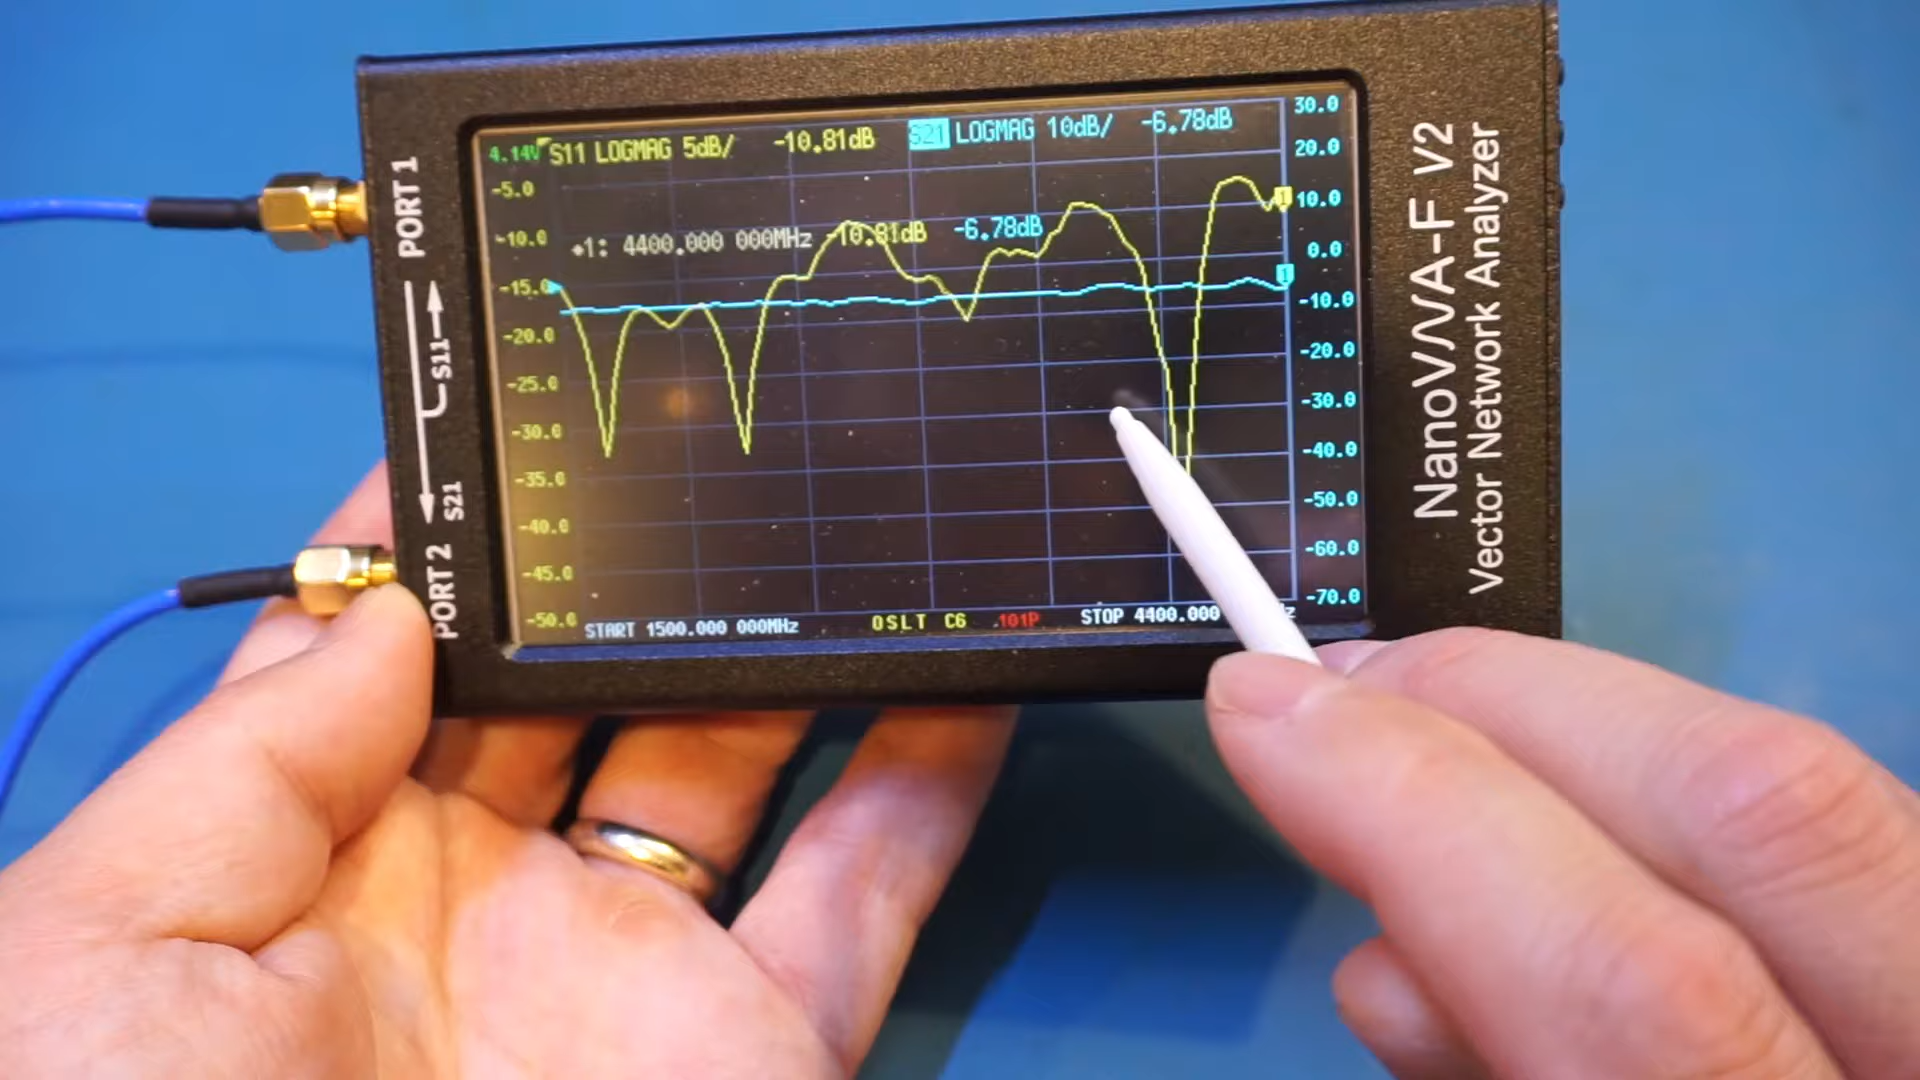 PORT 1
S11
S21
PORT 2
4.14V S11 LOGMAG 5dB/ -10.81dB S21 LOGMAG 10dB/ -6.78dB
1: 4400.000 000MHz -10.81dB -6.78dB
-5.0
-10.0
-15.0
-20.0
-25.0
-30.0
-35.0
-40.0
-45.0
-50.0
30.0
20.0
10.0
0.0
-10.0
-20.0
-30.0
-40.0
-50.0
-60.0
-70.0
1
1
START 1500.000 000MHz OSLT C6 101P STOP 4400.000
NanoVNA-F V2
Vector Network Analyzer